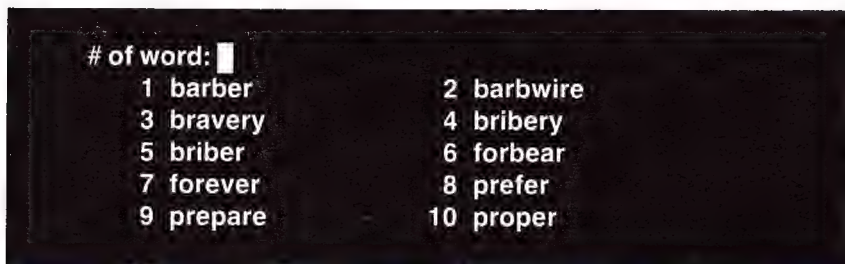 # of word:
1 barber 2 barbwire
3 bravery 4 bribery
5 briber 6 forbear
7 forever 8 prefer
9 prepare 10 proper